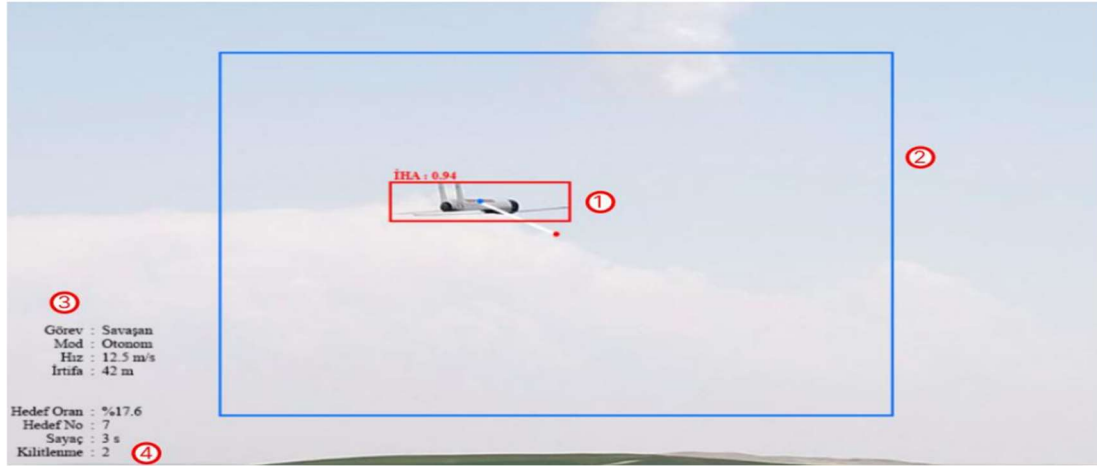 İHA : 0.94
①
②
③
Görev : Savaşan
Mod : Otonom
Hız : 12.5 m/s
İrtifa : 42 m
Hedef Oran : %17.6
Hedef No : 7
Sayaç : 3 s
Kilitlenme : 2 ④